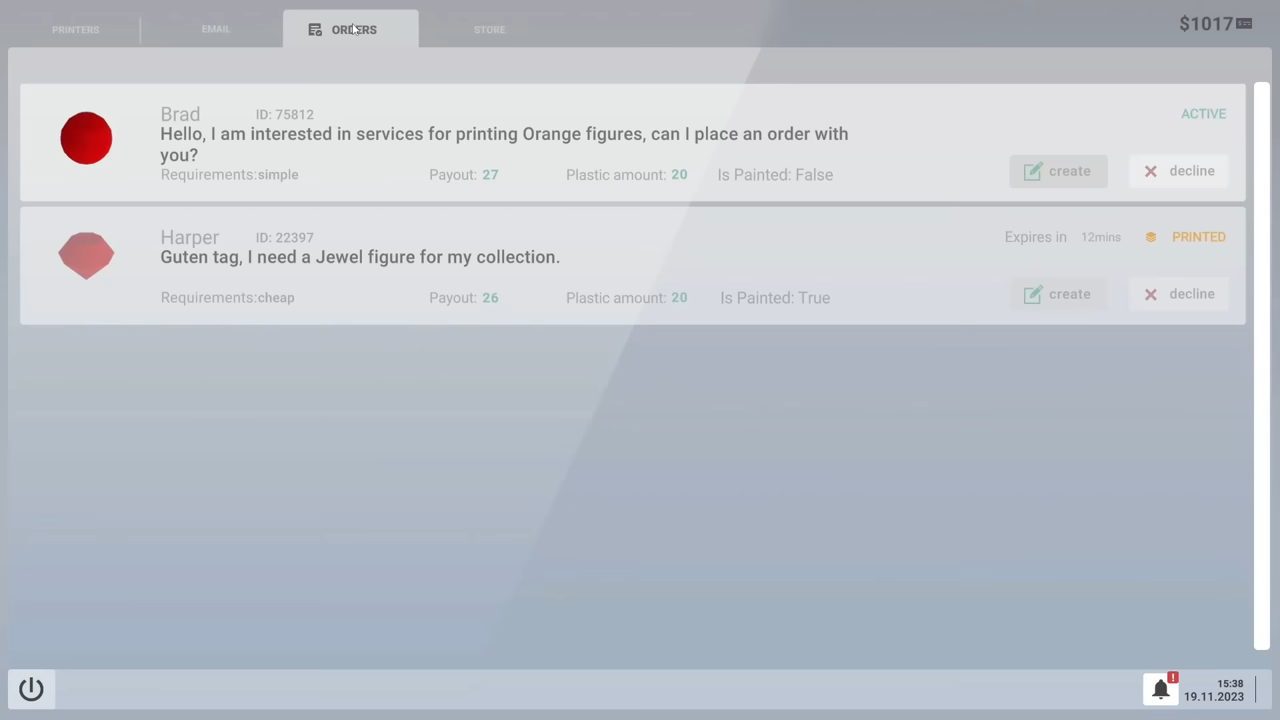 PRINTERS
EMAIL
ORDERS
STORE
$1017
Brad
ID: 75812
ACTIVE
Hello, I am interested in services for printing Orange figures, can I place an order with
you?
Requirements:simple
Payout: 27
Plastic amount: 20
Is Painted: False
create
decline
Harper
ID: 22397
Expires in 12mins
PRINTED
Guten tag, I need a Jewel figure for my collection.
Requirements:cheap
Payout: 26
Plastic amount: 20
Is Painted: True
create
decline
!
15:38
19.11.2023